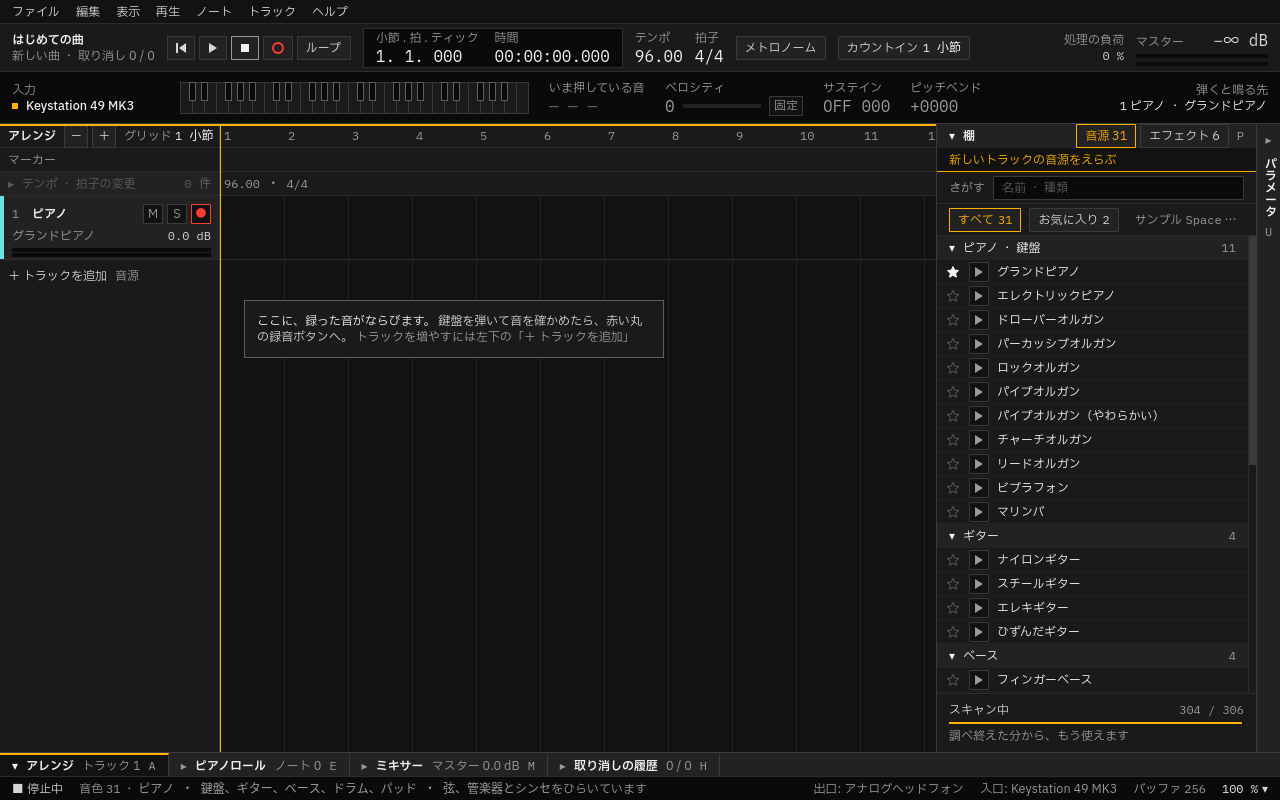 ファイル 編集 表示 再生 ノート トラック ヘルプ
はじめての曲
新しい曲 · 取り消し 0 / 0
ループ
小節 . 拍 . ティック 時間
1. 1. 000 00:00:00.000
テンポ 拍子
96.00 4/4
メトロノーム
カウントイン 1 小節
処理の負荷
0 %
マスター −∞ dB
入力
Keystation 49 MK3
いま押している音
— — —
ベロシティ
0 固定
サステイン
OFF 000
ピッチベンド
+0000
弾くと鳴る先
1 ピアノ · グランドピアノ
▼ アレンジ − + グリッド 1 小節
1 2 3 4 5 6 7 8 9 10 11 1
マーカー
▶ テンポ · 拍子の変更 0 件
96.00 · 4/4
1 ピアノ M S
グランドピアノ 0.0 dB
+ トラックを追加 音源
ここに、録った音がならびます。 鍵盤を弾いて音を確かめたら、赤い丸
の録音ボタンへ。 トラックを増やすには左下の「+ トラックを追加」
▼ 棚 音源 31 エフェクト 6 P
新しいトラックの音源をえらぶ
さがす 名前 · 種類
すべて 31 お気に入り 2 サンプル Space …
▼ ピアノ · 鍵盤 11
グランドピアノ
エレクトリックピアノ
ドローバーオルガン
パーカッシブオルガン
ロックオルガン
パイプオルガン
パイプオルガン（やわらかい）
チャーチオルガン
リードオルガン
ビブラフォン
マリンバ
▼ ギター 4
ナイロンギター
スチールギター
エレキギター
ひずんだギター
▼ ベース 4
フィンガーベース
スキャン中 304 / 306
調べ終えた分から、もう使えます
▶ パラメータ U
▼ アレンジ トラック 1 A
▶ ピアノロール ノート 0 E
▶ ミキサー マスター 0.0 dB M
▶ 取り消しの履歴 0 / 0 H
■ 停止中 音色 31 · ピアノ · 鍵盤、ギター、ベース、ドラム、パッド · 弦、管楽器とシンセをひらいています
出口: アナログヘッドフォン 入口: Keystation 49 MK3 バッファ 256 100 % ▼